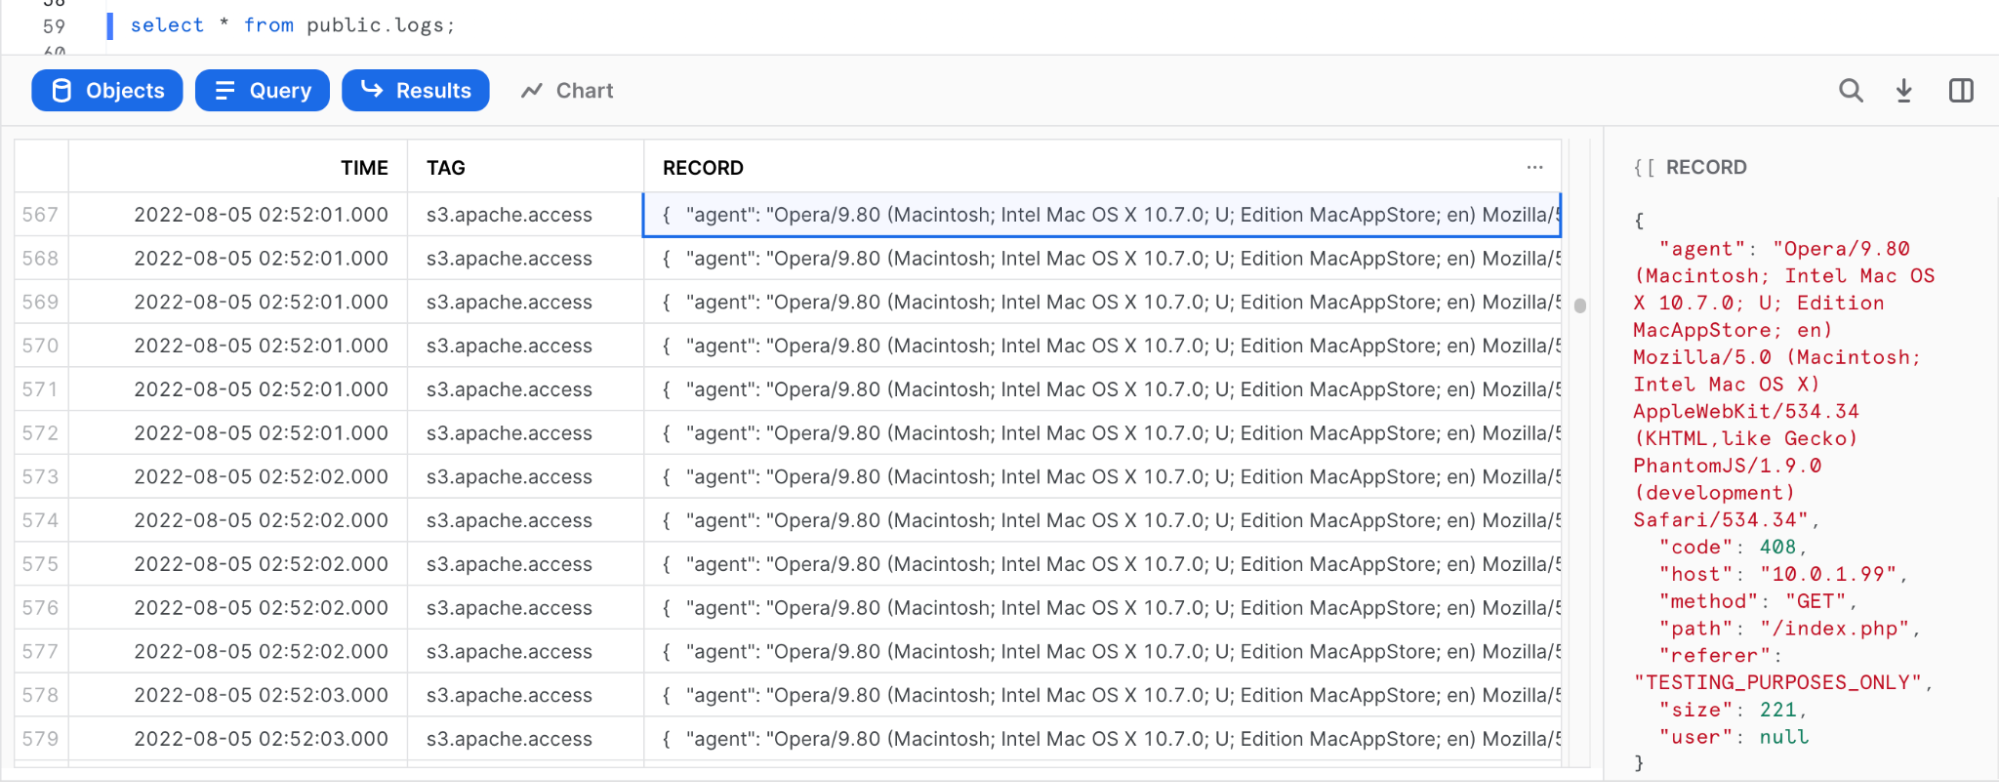 58
59 select * from public.logs;
60
Objects Query Results Chart
TIME TAG RECORD ...
567 2022-08-05 02:52:01.000 s3.apache.access { "agent": "Opera/9.80 (Macintosh; Intel Mac OS X 10.7.0; U; Edition MacAppStore; en) Mozilla/5
568 2022-08-05 02:52:01.000 s3.apache.access { "agent": "Opera/9.80 (Macintosh; Intel Mac OS X 10.7.0; U; Edition MacAppStore; en) Mozilla/5
569 2022-08-05 02:52:01.000 s3.apache.access { "agent": "Opera/9.80 (Macintosh; Intel Mac OS X 10.7.0; U; Edition MacAppStore; en) Mozilla/5
570 2022-08-05 02:52:01.000 s3.apache.access { "agent": "Opera/9.80 (Macintosh; Intel Mac OS X 10.7.0; U; Edition MacAppStore; en) Mozilla/5
571 2022-08-05 02:52:01.000 s3.apache.access { "agent": "Opera/9.80 (Macintosh; Intel Mac OS X 10.7.0; U; Edition MacAppStore; en) Mozilla/5
572 2022-08-05 02:52:01.000 s3.apache.access { "agent": "Opera/9.80 (Macintosh; Intel Mac OS X 10.7.0; U; Edition MacAppStore; en) Mozilla/5
573 2022-08-05 02:52:02.000 s3.apache.access { "agent": "Opera/9.80 (Macintosh; Intel Mac OS X 10.7.0; U; Edition MacAppStore; en) Mozilla/5
574 2022-08-05 02:52:02.000 s3.apache.access { "agent": "Opera/9.80 (Macintosh; Intel Mac OS X 10.7.0; U; Edition MacAppStore; en) Mozilla/5
575 2022-08-05 02:52:02.000 s3.apache.access { "agent": "Opera/9.80 (Macintosh; Intel Mac OS X 10.7.0; U; Edition MacAppStore; en) Mozilla/5
576 2022-08-05 02:52:02.000 s3.apache.access { "agent": "Opera/9.80 (Macintosh; Intel Mac OS X 10.7.0; U; Edition MacAppStore; en) Mozilla/5
577 2022-08-05 02:52:02.000 s3.apache.access { "agent": "Opera/9.80 (Macintosh; Intel Mac OS X 10.7.0; U; Edition MacAppStore; en) Mozilla/5
578 2022-08-05 02:52:03.000 s3.apache.access { "agent": "Opera/9.80 (Macintosh; Intel Mac OS X 10.7.0; U; Edition MacAppStore; en) Mozilla/5
579 2022-08-05 02:52:03.000 s3.apache.access { "agent": "Opera/9.80 (Macintosh; Intel Mac OS X 10.7.0; U; Edition MacAppStore; en) Mozilla/5
{[ RECORD
{
"agent": "Opera/9.80
(Macintosh; Intel Mac OS
X 10.7.0; U; Edition
MacAppStore; en)
Mozilla/5.0 (Macintosh;
Intel Mac OS X)
AppleWebKit/534.34
(KHTML,like Gecko)
PhantomJS/1.9.0
(development)
Safari/534.34",
"code": 408,
"host": "10.0.1.99",
"method": "GET",
"path": "/index.php",
"referer":
"TESTING_PURPOSES_ONLY",
"size": 221,
"user": null
}